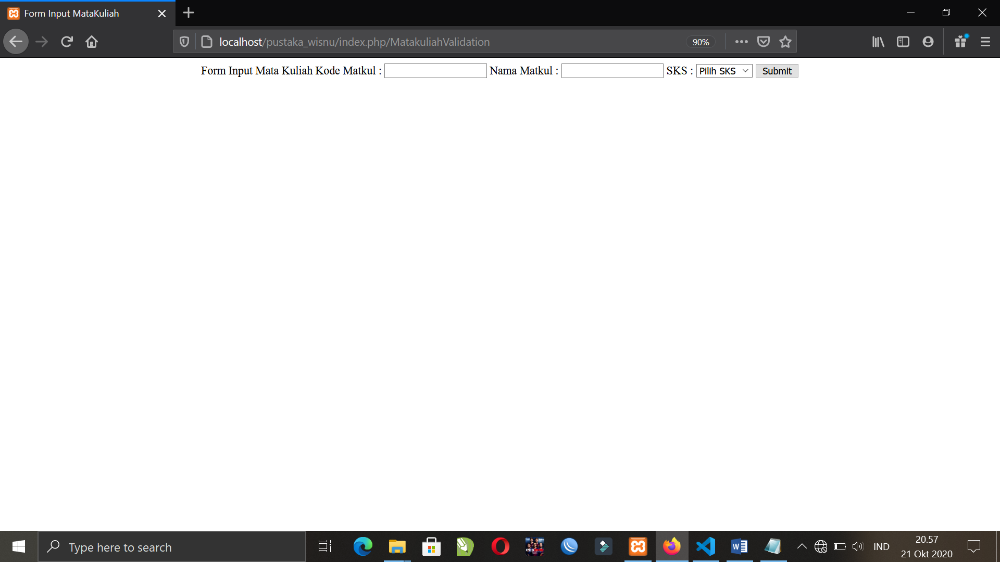 Form Input MataKuliah
localhost/pustaka_wisnu/index.php/MatakuliahValidation 90%
Form Input Mata Kuliah Kode Matkul : Nama Matkul : SKS : Pilih SKS Submit
Type here to search
IND
20.57
21 Okt 2020